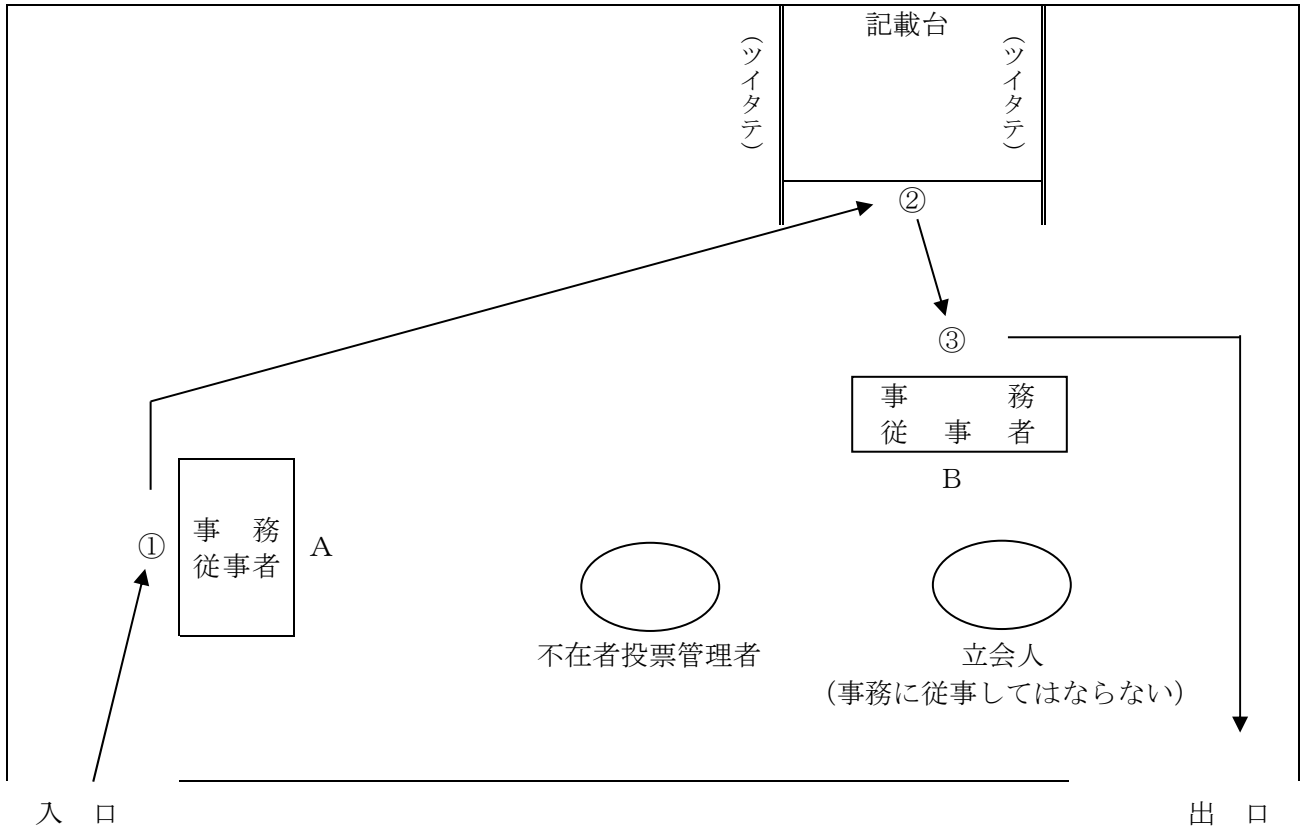 記載台
（ツイタテ）
（ツイタテ）
②
③
事　　務
従　事　者
B
①
事　務
従事者
A
不在者投票管理者
立会人
（事務に従事してはならない）
入　口
出　口